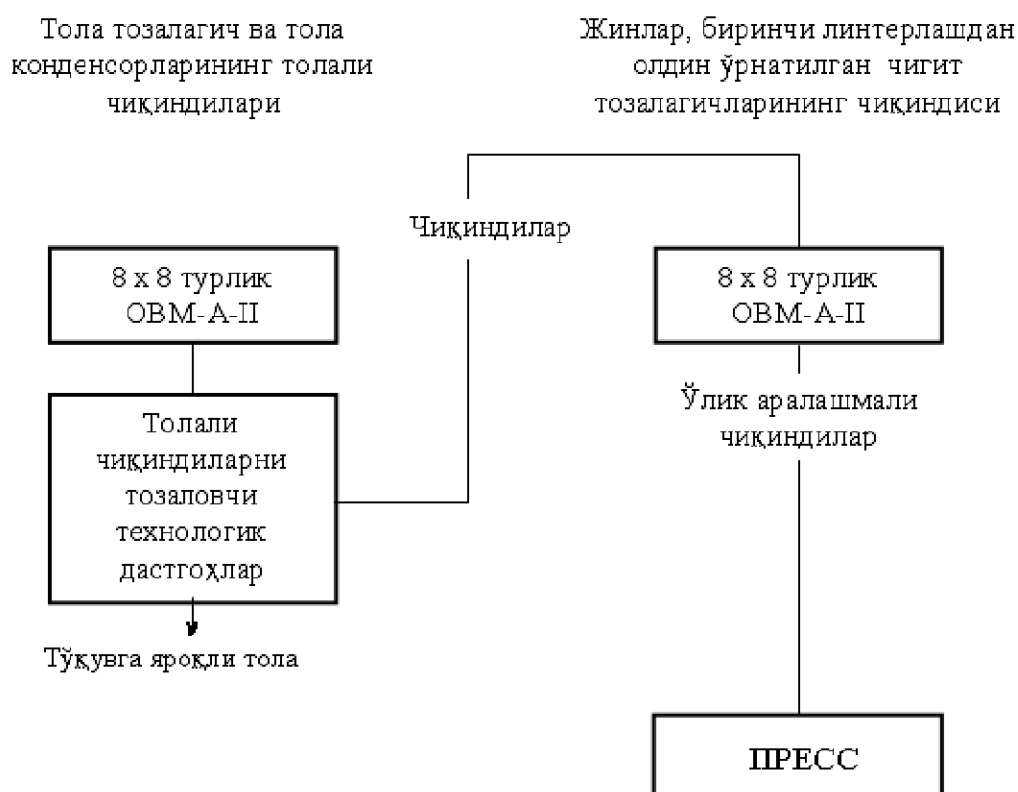 Тола тозалагич ва тола
конденсорларининг толали
чиқиндилари
Жинлар, биринчи линтерлашдан
олдин ўрнатилган чигит
тозалагичларининг чиқиндиси
Чиқиндилар
8 х 8 турлик
ОВМ-А-II
8 х 8 турлик
ОВМ-А-II
Толали
чиқиндиларни
тозаловчи
технологик
дастгоҳлар
Ўлик аралашмали
чиқиндилар
Тўқувга яроқли тола
ПРЕСС